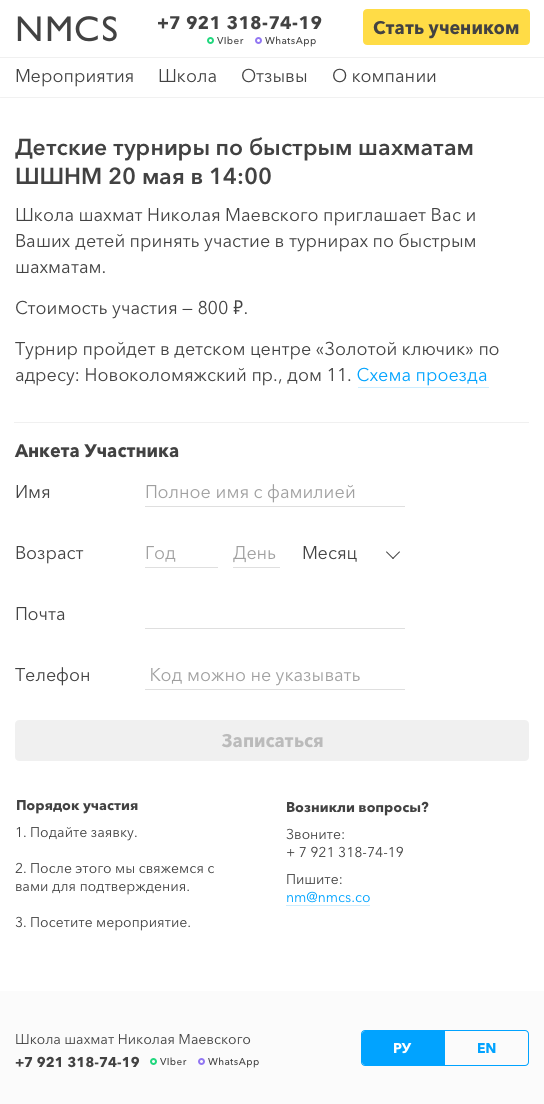 NMCS
+7 921 318-74-19
VIber WhatsApp
Стать учеником
Мероприятия Школа Отзывы О компании
Детские турниры по быстрым шахматам
ШШНМ 20 мая в 14:00
Школа шахмат Николая Маевского приглашает Вас и
Ваших детей принять участие в турнирах по быстрым
шахматам.
Стоимость участия — 800 ₽.
Турнир пройдет в детском центре «Золотой ключик» по
адресу: Новоколомяжский пр., дом 11. Схема проезда
Анкета Участника
Имя Полное имя с фамилией
Возраст Год День Месяц
Почта
Телефон Код можно не указывать
Записаться
Порядок участия
1. Подайте заявку.
2. После этого мы свяжемся с
вами для подтверждения.
3. Посетите мероприятие.
Возникли вопросы?
Звоните:
+ 7 921 318-74-19
Пишите:
nm@nmcs.co
Школа шахмат Николая Маевского
+7 921 318-74-19 VIber WhatsApp
РУ EN